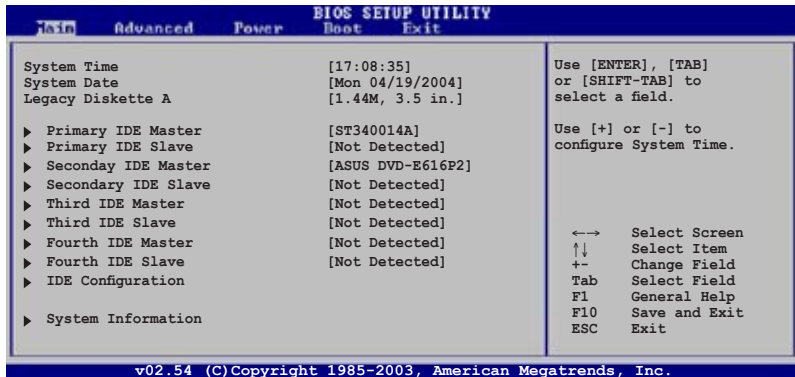 BIOS SETUP UTILITY
Main Advanced Power Boot Exit
System Time [17:08:35]
System Date [Mon 04/19/2004]
Legacy Diskette A [1.44M, 3.5 in.]
Primary IDE Master [ST340014A]
Primary IDE Slave [Not Detected]
Seconday IDE Master [ASUS DVD-E616P2]
Secondary IDE Slave [Not Detected]
Third IDE Master [Not Detected]
Third IDE Slave [Not Detected]
Fourth IDE Master [Not Detected]
Fourth IDE Slave [Not Detected]
IDE Configuration
System Information
Use [ENTER], [TAB]
or [SHIFT-TAB] to
select a field.
Use [+] or [-] to
configure System Time.
←→ Select Screen
↑↓ Select Item
+- Change Field
Tab Select Field
F1 General Help
F10 Save and Exit
ESC Exit
v02.54 (C)Copyright 1985-2003, American Megatrends, Inc.